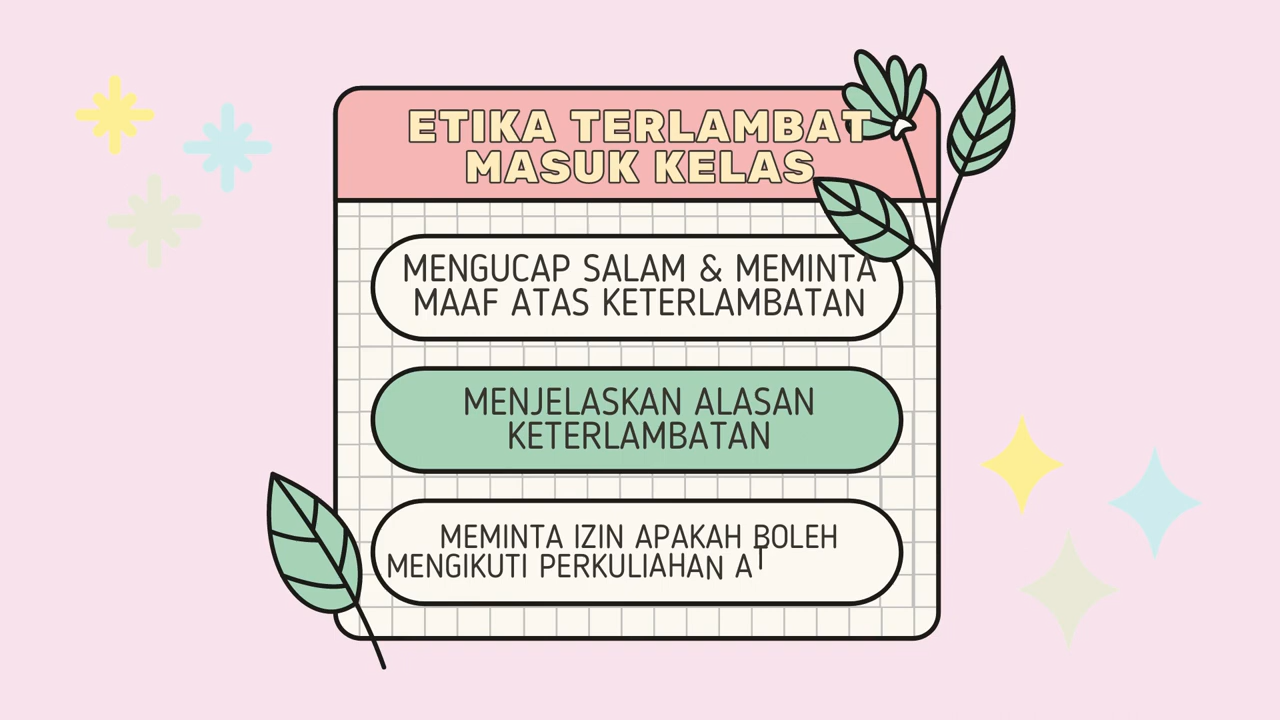 ETIKA TERLAMBAT
MASUK KELAS
MENGUCAP SALAM & MEMINTA
MAAF ATAS KETERLAMBATAN
MENJELASKAN ALASAN
KETERLAMBATAN
MEMINTA IZIN APAKAH BOLEH
MENGIKUTI PERKULIAHAN AT